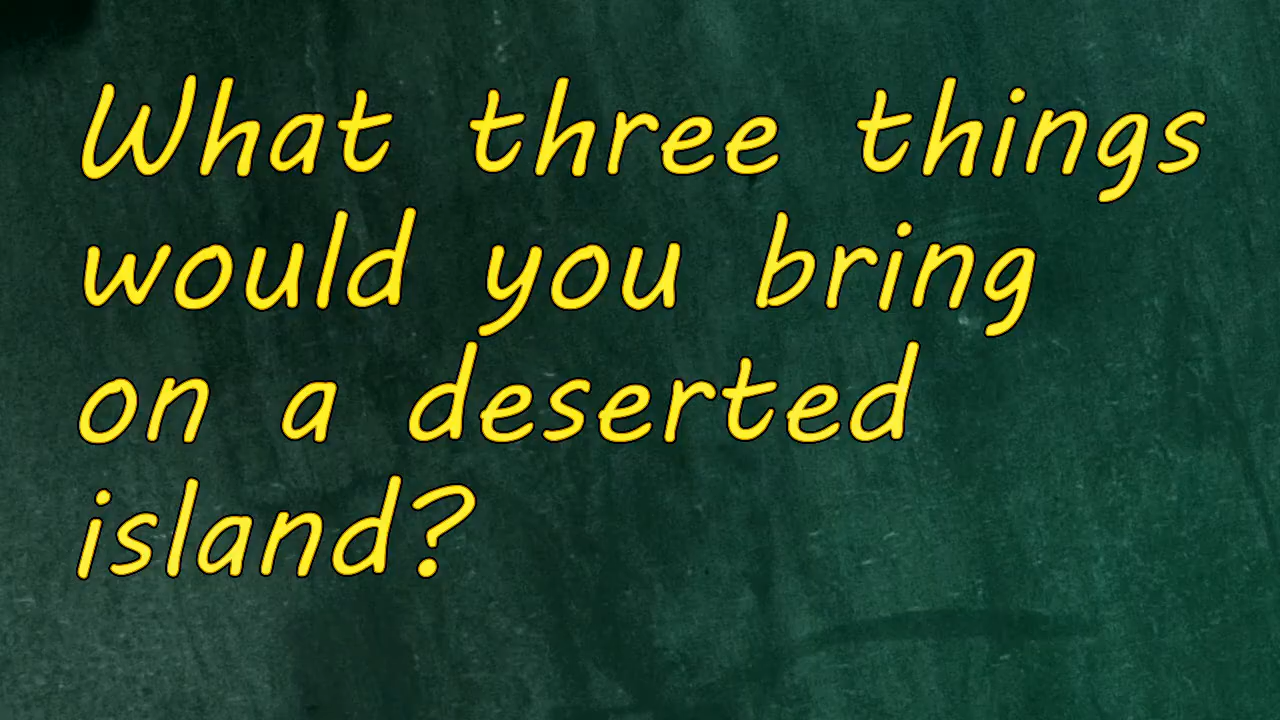 What three things
would you bring
on a deserted
island?